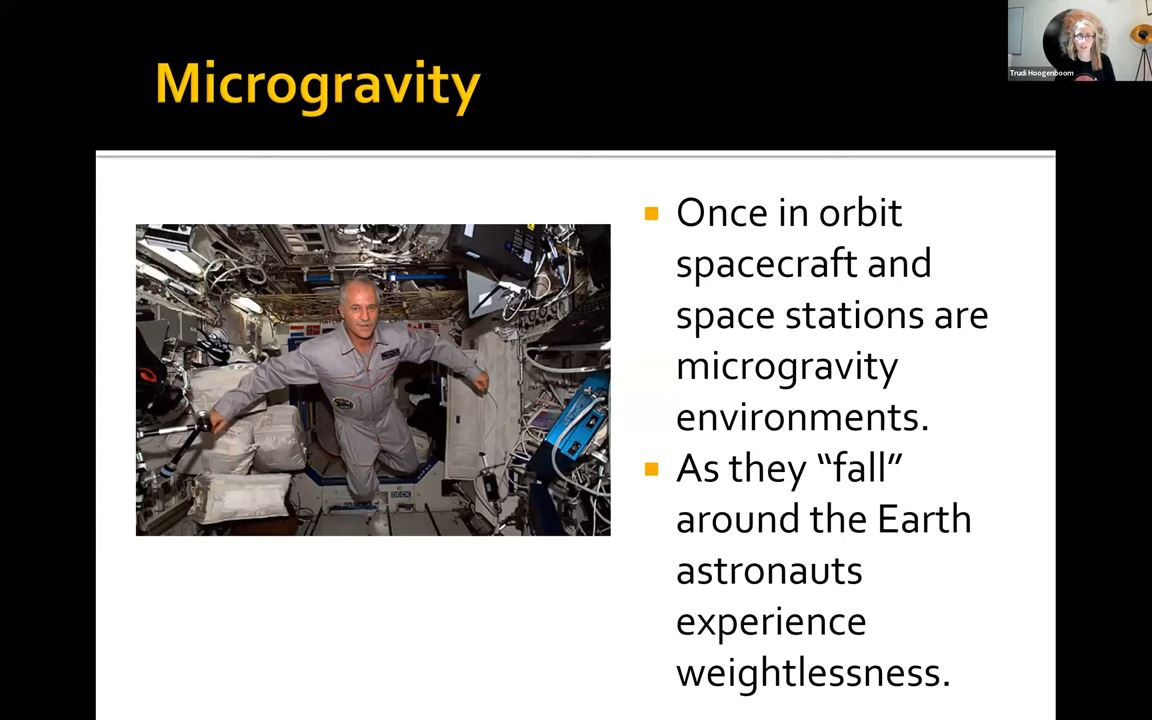 Microgravity
Trudi Hoogenboom
Once in orbit
spacecraft and
space stations are
microgravity
environments.
As they “fall”
around the Earth
astronauts
experience
weightlessness.
DECK